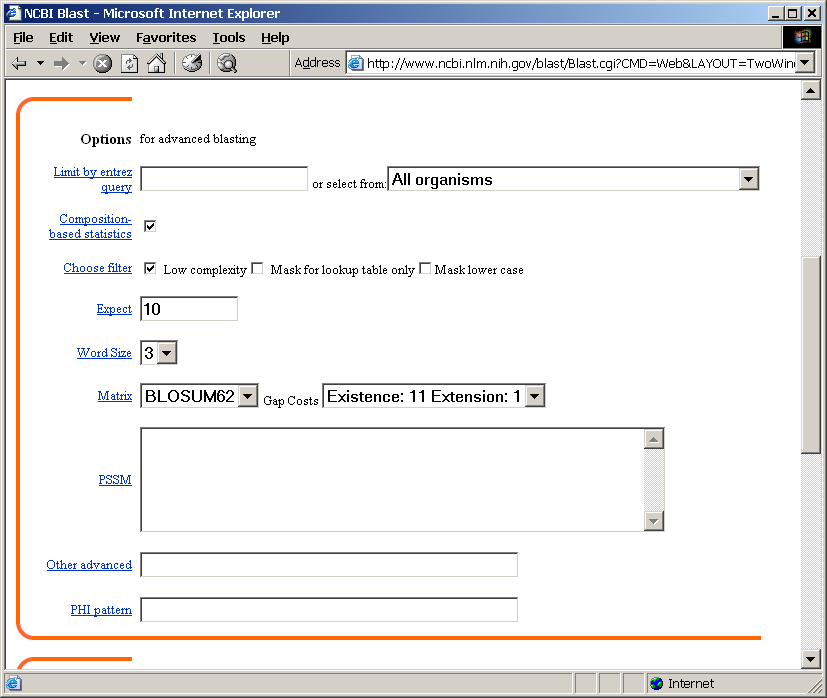 NCBI Blast - Microsoft Internet Explorer
File Edit View Favorites Tools Help
Address http://www.ncbi.nlm.nih.gov/blast/Blast.cgi?CMD=Web&LAYOUT=TwoWin
Options for advanced blasting
Limit by entrez
query or select from: All organisms
Composition-
based statistics
Choose filter Low complexity Mask for lookup table only Mask lower case
Expect 10
Word Size 3
Matrix BLOSUM62 Gap Costs Existence: 11 Extension: 1
PSSM
Other advanced
PHI pattern
Internet